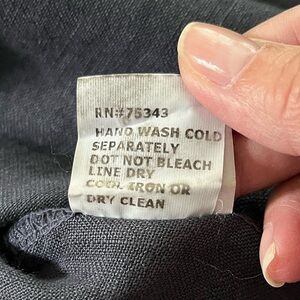 RN#75343
HAND WASH COLD
SEPARATELY
DOT NOT BLEACH
LINE DRY
COOL IRON OR
DRY CLEAN